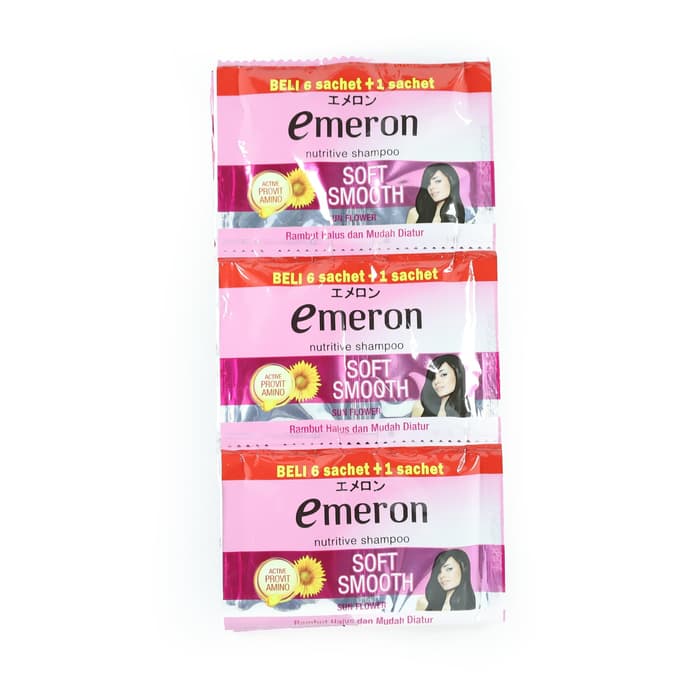 BELI 6 sachet + 1 sachet
エメロン
emeron
nutritive shampoo
ACTIVE
PROVIT
AMINO
SOFT
SMOOTH
SUN FLOWER
Rambut Halus dan Mudah Diatur
BELI 6 sachet + 1 sachet
エメロン
emeron
nutritive shampoo
ACTIVE
PROVIT
AMINO
SOFT
SMOOTH
SUN FLOWER
Rambut Halus dan Mudah Diatur
BELI 6 sachet + 1 sachet
エメロン
emeron
nutritive shampoo
ACTIVE
PROVIT
AMINO
SOFT
SMOOTH
SUN FLOWER
Rambut Halus dan Mudah Diatur